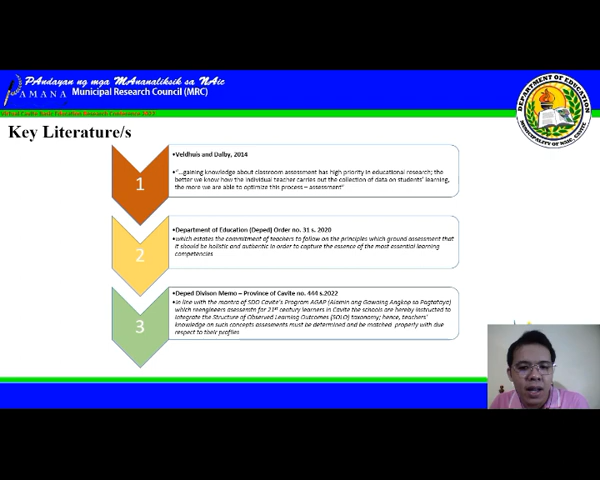 PAndayan ng mga MAnanaliksik sa NAic
PAMANA Municipal Research Council (MRC)
Virtual Cavite Basic Education Research Conference 2022
DEPARTMENT OF EDUCATION
MUNICIPALITY OF NAIC, CAVITE
Key Literature/s
1
•Veldhuis and Dalby, 2014
•"…gaining knowledge about classroom assessment has high priority in educational research; the
better we know how the individual teacher carries out the collection of data on students' learning,
the more we are able to optimize this process – assessment"
2
•Department of Education (Deped) Order no. 31 s. 2020
•which estates the commitment of teachers to follow on the principles which ground assessment that
it should be holistic and authentic in order to capture the essence of the most essential learning
competencies
3
•Deped Divison Memo – Province of Cavite no. 444 s.2022
•in line with the mantra of SDO Cavite's Program AGAP (Alamin ang Gawaing Angkop sa Pagtataya)
which reengineers assessents for 21st century learners in Cavite the schools are hereby instructed to
integrate the Structure of Observed Learning Outcomes (SOLO) taxonomy; hence, teachers'
knowledge on such concepts assesments must be determined and be matched properly with due
respect to their profiles